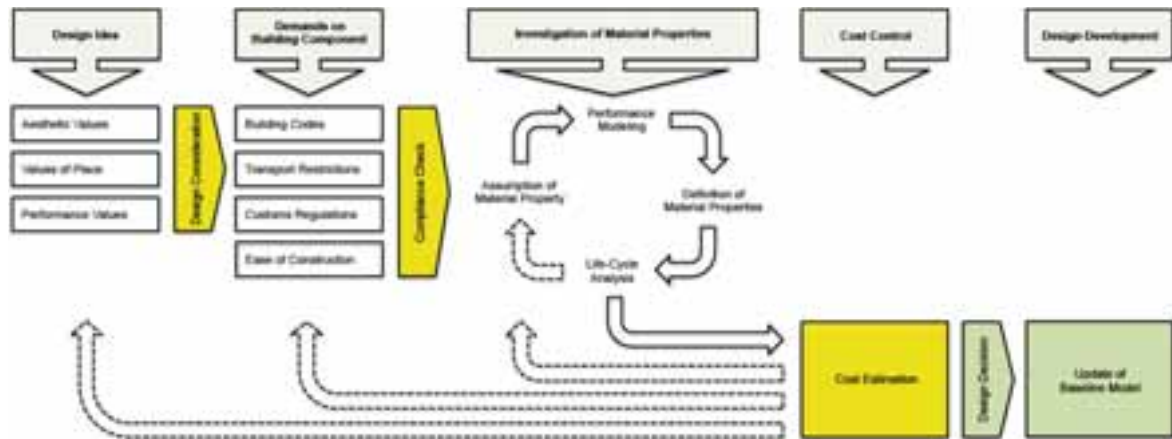 Design Idea
Demands on
Building Component
Investigation of Material Properties
Cost Control
Design-Development
Aesthetic Values
Values of Place
Performance Values
Design Consideration
Building Codes
Transport Restrictions
Customs Regulations
Ease of Construction
Compliance Check
Performance
Modeling
Assumption of
Material Property
Definition of
Material Properties
Life-Cycle
Analysis
Cost Estimation
Design Decision
Update of
Baseline Model